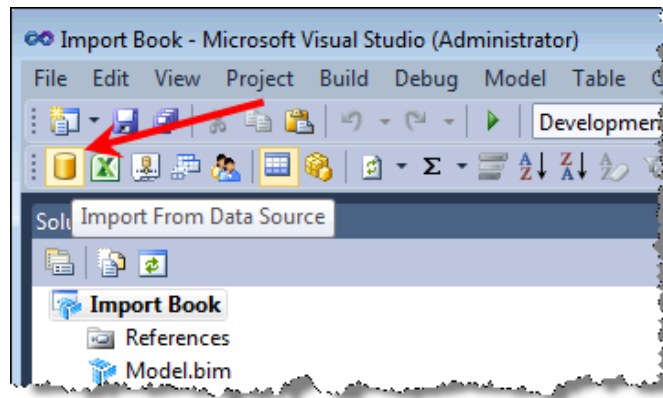 Import Book - Microsoft Visual Studio (Administrator)
File Edit View Project Build Debug Model Table
Σ A Z Z A A Z
Import From Data Source
Import Book
References
Model.bim